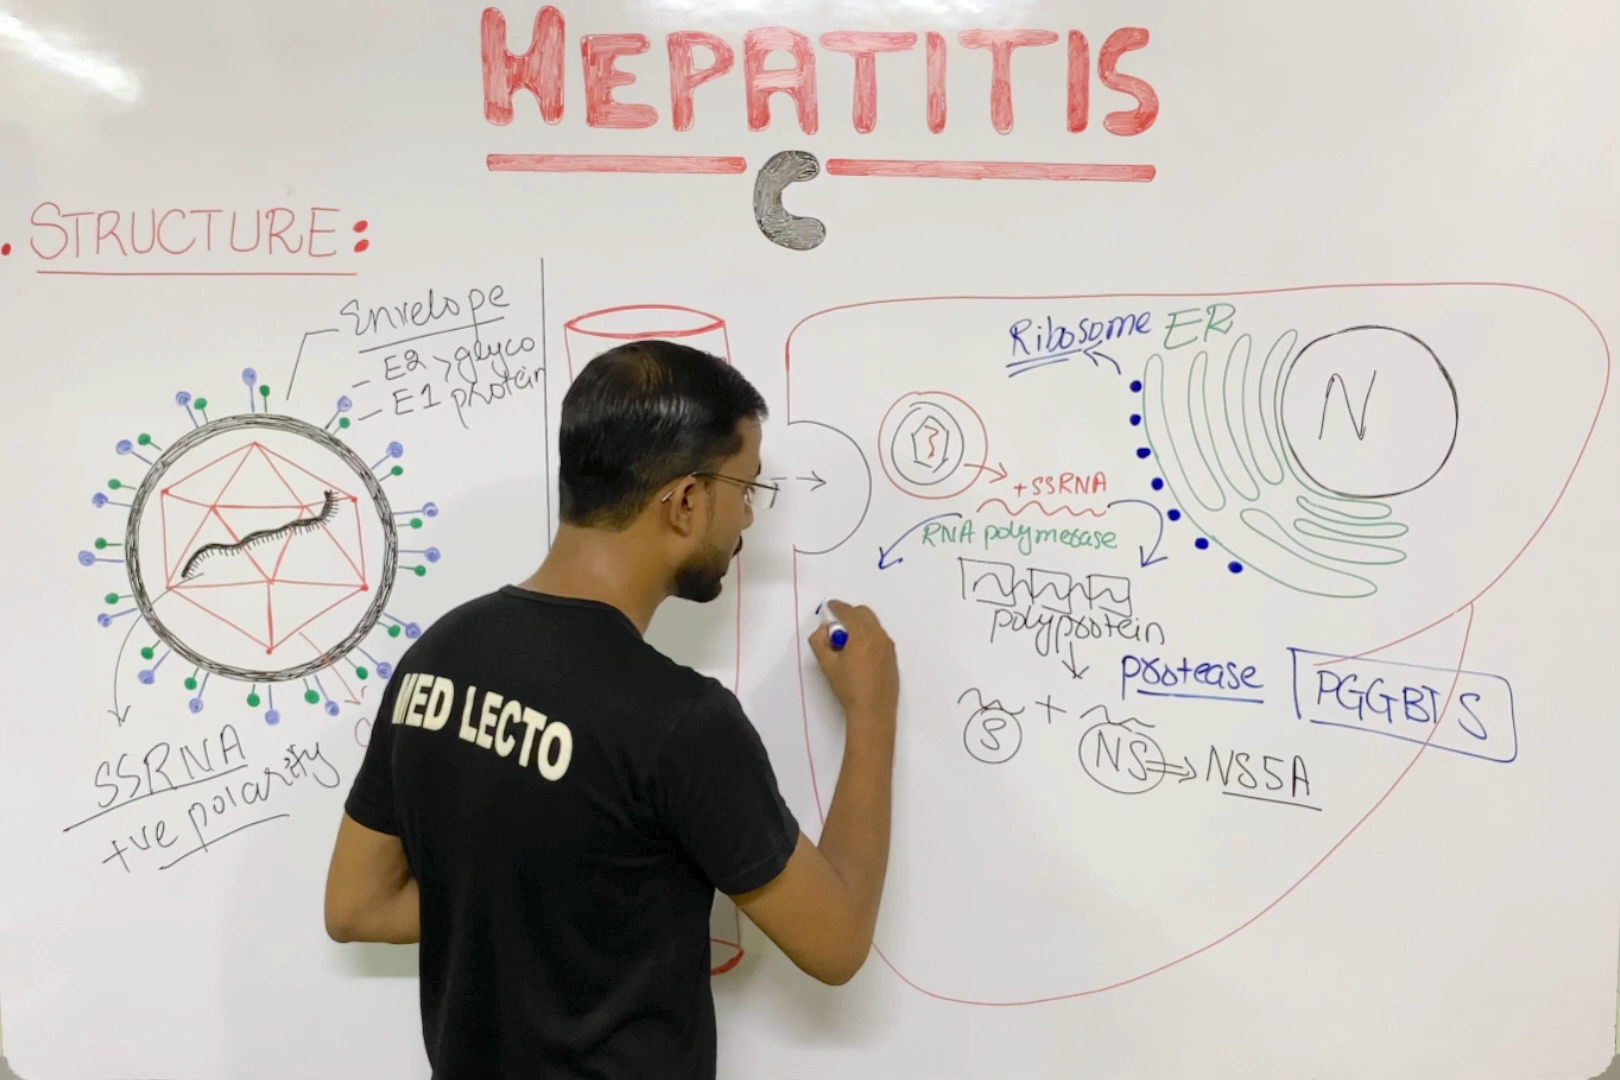 HEPATITIS
C
. STRUCTURE :
Envelope
- E2 > glyco
- E1 protein
SSRNA
+ve polarity
MED LECTO
Ribosome
ER
N
+SSRNA
RNA polymerase
polyprotein
protease
PGGBTS
S + NS => NS5A